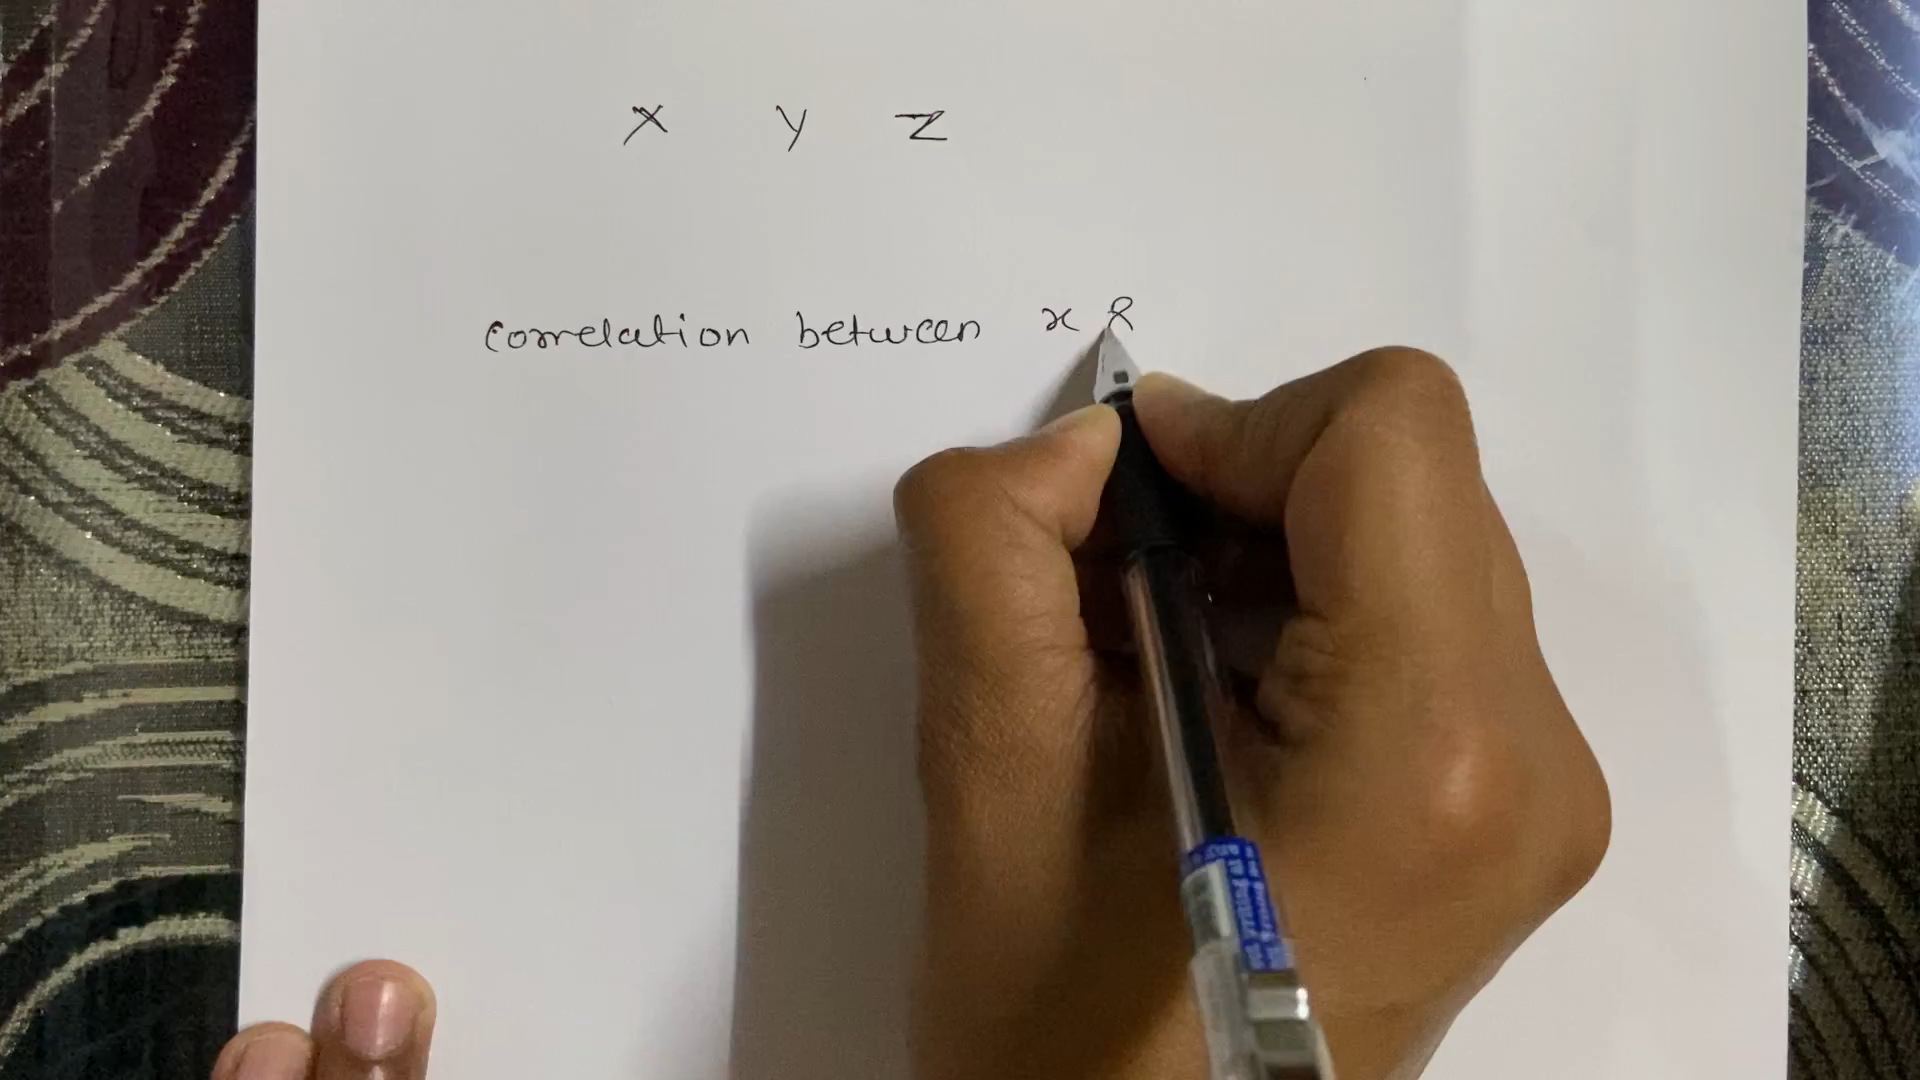 X Y Z
correlation between x &